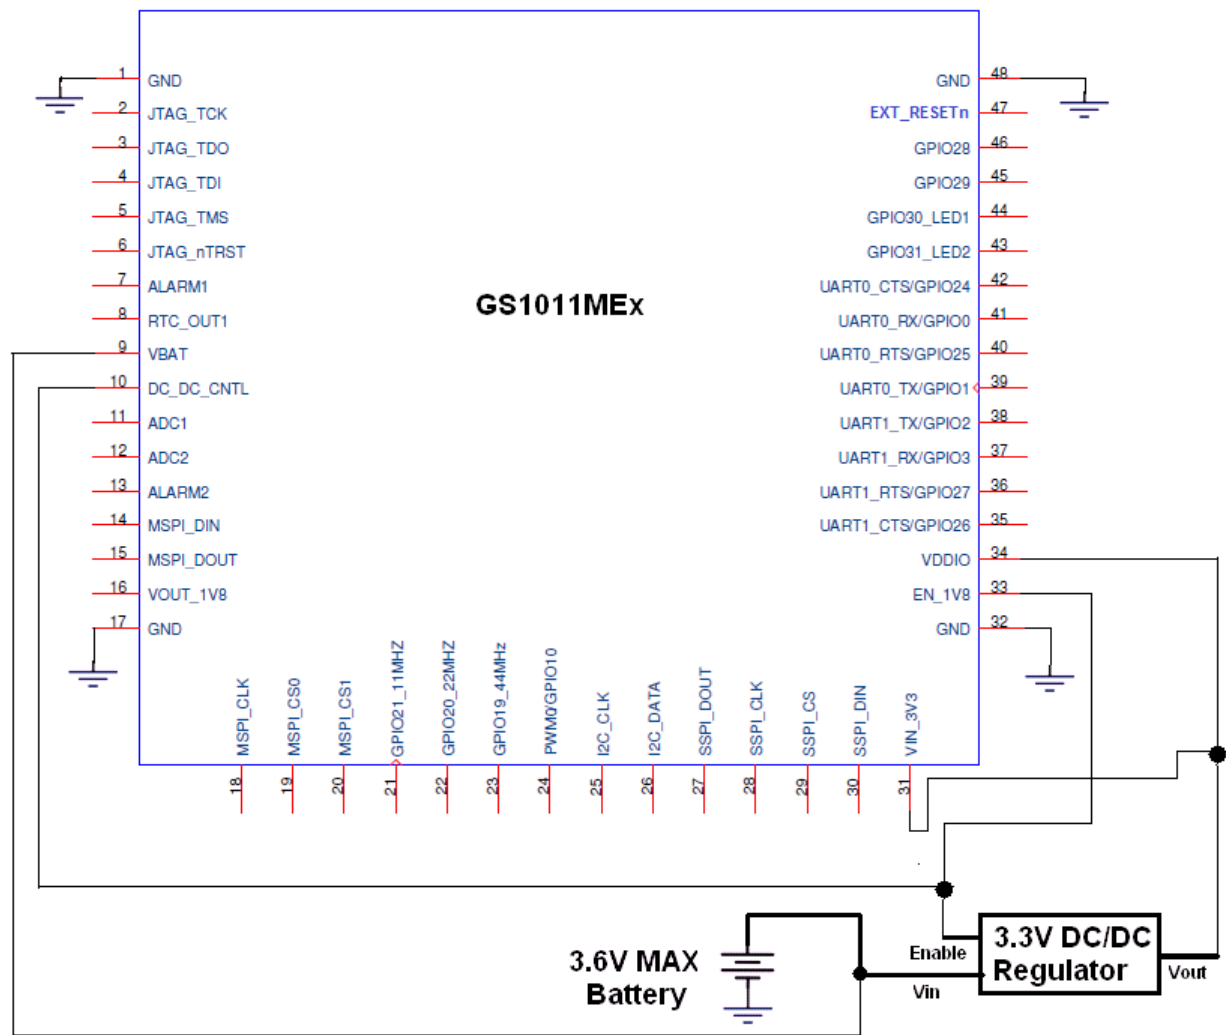 1 GND
2 JTAG_TCK
3 JTAG_TDO
4 JTAG_TDI
5 JTAG_TMS
6 JTAG_nTRST
7 ALARM1
8 RTC_OUT1
9 VBAT
10 DC_DC_CNTL
11 ADC1
12 ADC2
13 ALARM2
14 MSPI_DIN
15 MSPI_DOUT
16 VOUT_1V8
17 GND
GS1011MEx
GND 48
EXT_RESETn 47
GPIO28 46
GPIO29 45
GPIO30_LED1 44
GPIO31_LED2 43
UART0_CTS/GPIO24 42
UART0_RX/GPIO0 41
UART0_RTS/GPIO25 40
UART0_TX/GPIO1 39
UART1_TX/GPIO2 38
UART1_RX/GPIO3 37
UART1_RTS/GPIO27 36
UART1_CTS/GPIO26 35
VDDIO 34
EN_1V8 33
GND 32
MSPI_CLK 18
MSPI_CS0 19
MSPI_CS1 20
GPIO21_11MHZ 21
GPIO20_22MHZ 22
GPIO19_44MHz 23
PWM0/GPIO10 24
I2C_CLK 25
I2C_DATA 26
SSPI_DOUT 27
SSPI_CLK 28
SSPI_CS 29
SSPI_DIN 30
VIN_3V3 31
3.6V MAX
Battery
Enable
Vin
3.3V DC/DC
Regulator
Vout